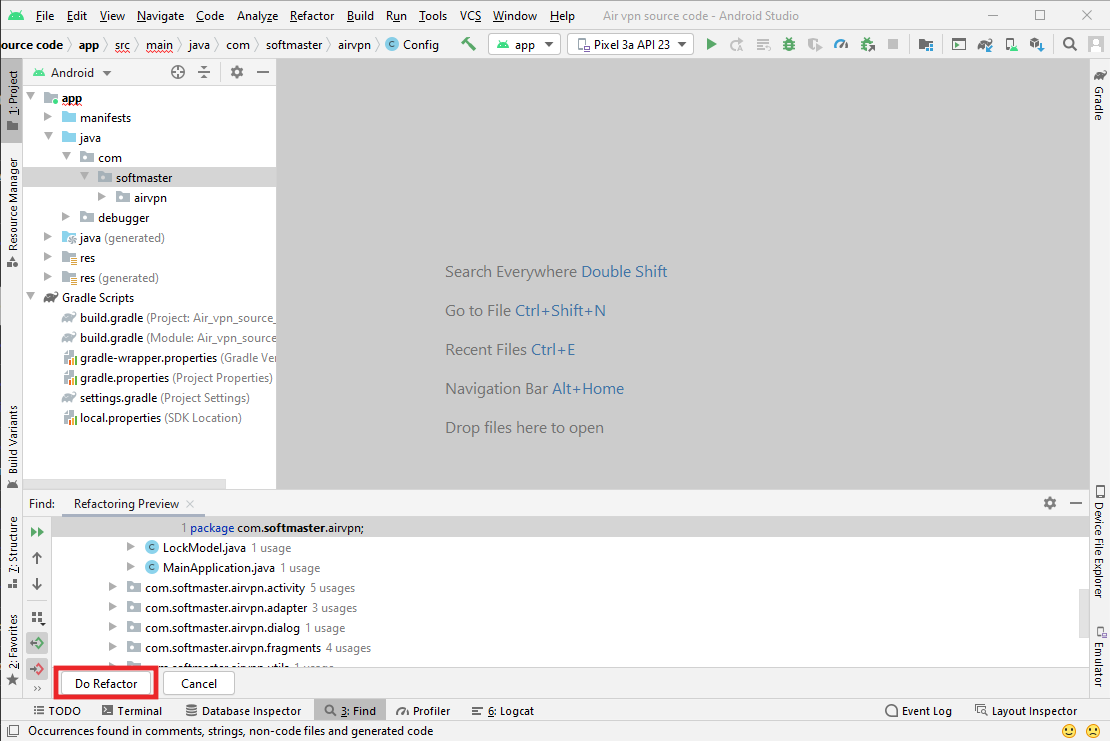 File Edit View Navigate Code Analyze Refactor Build Run Tools VCS Window Help Air vpn source code - Android Studio
ource code app src main java com softmaster airvpn C Config app Pixel 3a API 23
1: Project
Android
app
manifests
java
com
softmaster
airvpn
debugger
java (generated)
res
res (generated)
Gradle Scripts
build.gradle (Project: Air_vpn_source_
build.gradle (Module: Air_vpn_source
gradle-wrapper.properties (Gradle Ver
gradle.properties (Project Properties)
settings.gradle (Project Settings)
local.properties (SDK Location)
Resource Manager
Build Variants
7: Structure
2: Favorites
Search Everywhere Double Shift
Go to File Ctrl+Shift+N
Recent Files Ctrl+E
Navigation Bar Alt+Home
Drop files here to open
Gradle
Device File Explorer
Emulator
Find: Refactoring Preview
1 package com.softmaster.airvpn;
C LockModel.java 1 usage
C MainApplication.java 1 usage
com.softmaster.airvpn.activity 5 usages
com.softmaster.airvpn.adapter 3 usages
com.softmaster.airvpn.dialog 1 usage
com.softmaster.airvpn.fragments 4 usages
com.softmaster.airvpn.utils 1 usage
Do Refactor Cancel
TODO Terminal Database Inspector 3: Find Profiler 6: Logcat Event Log Layout Inspector
Occurrences found in comments, strings, non-code files and generated code